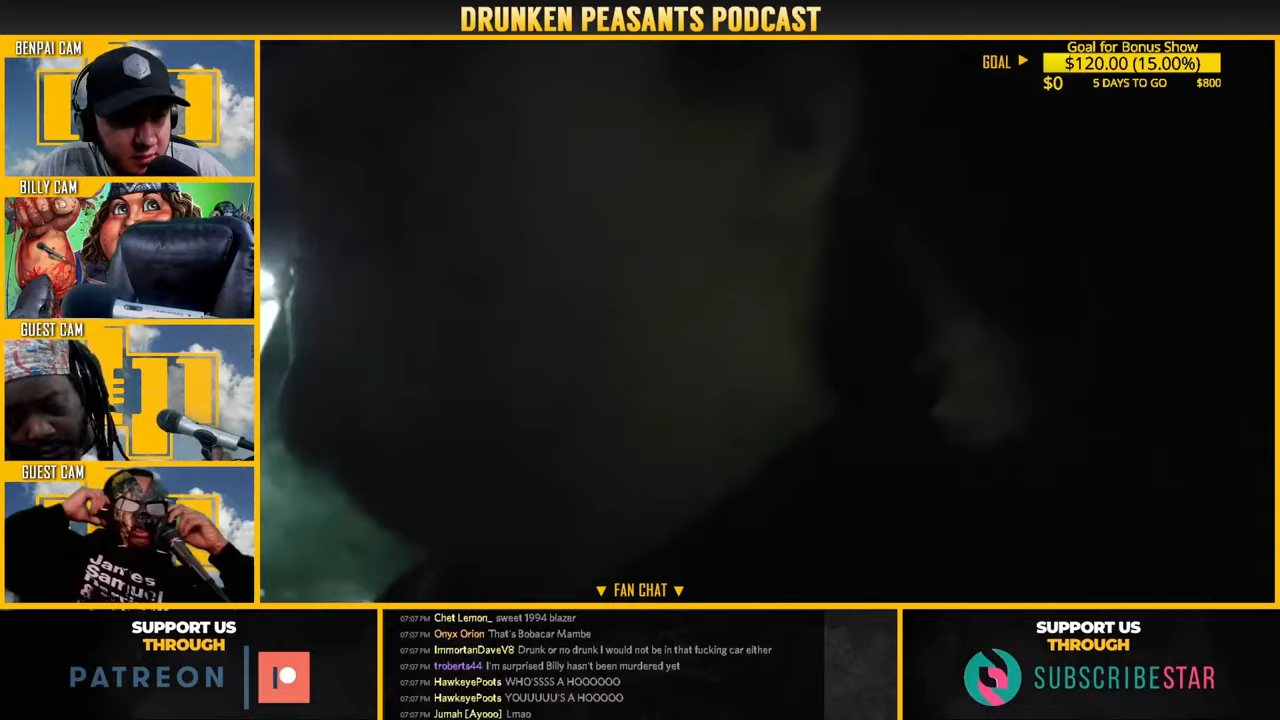 DRUNKEN PEASANTS PODCAST
BENPAI CAM
BILLY CAM
GUEST CAM
GUEST CAM
James
Samuel
GOAL ▶
Goal for Bonus Show
$120.00 (15.00%)
$0 5 DAYS TO GO $800
▼ FAN CHAT ▼
SUPPORT US
THROUGH
PATREON
07:07 PM Chet Lemon_ sweet 1994 blazer
07:07 PM Onyx Orion That's Bobacar Mambe
07:07 PM ImmortanDaveV8 Drunk or no drunk I would not be in that fucking car either
07:07 PM troberts44 I'm surprised Billy hasn't been murdered yet
07:07 PM HawkeyePoots WHO'SSSS A HOOOOOO
07:07 PM HawkeyePoots YOUUUUU'S A HOOOOO
07:07 PM Jumah [Ayooo] Lmao
SUPPORT US
THROUGH
SUBSCRIBESTAR